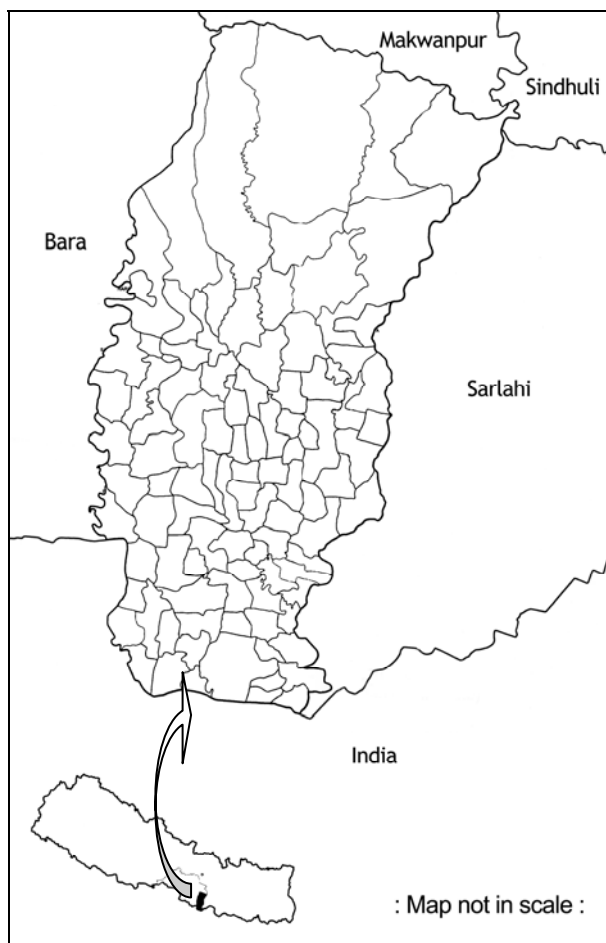 Makwanpur
Sindhuli
Bara
Sarlahi
India
: Map not in scale :